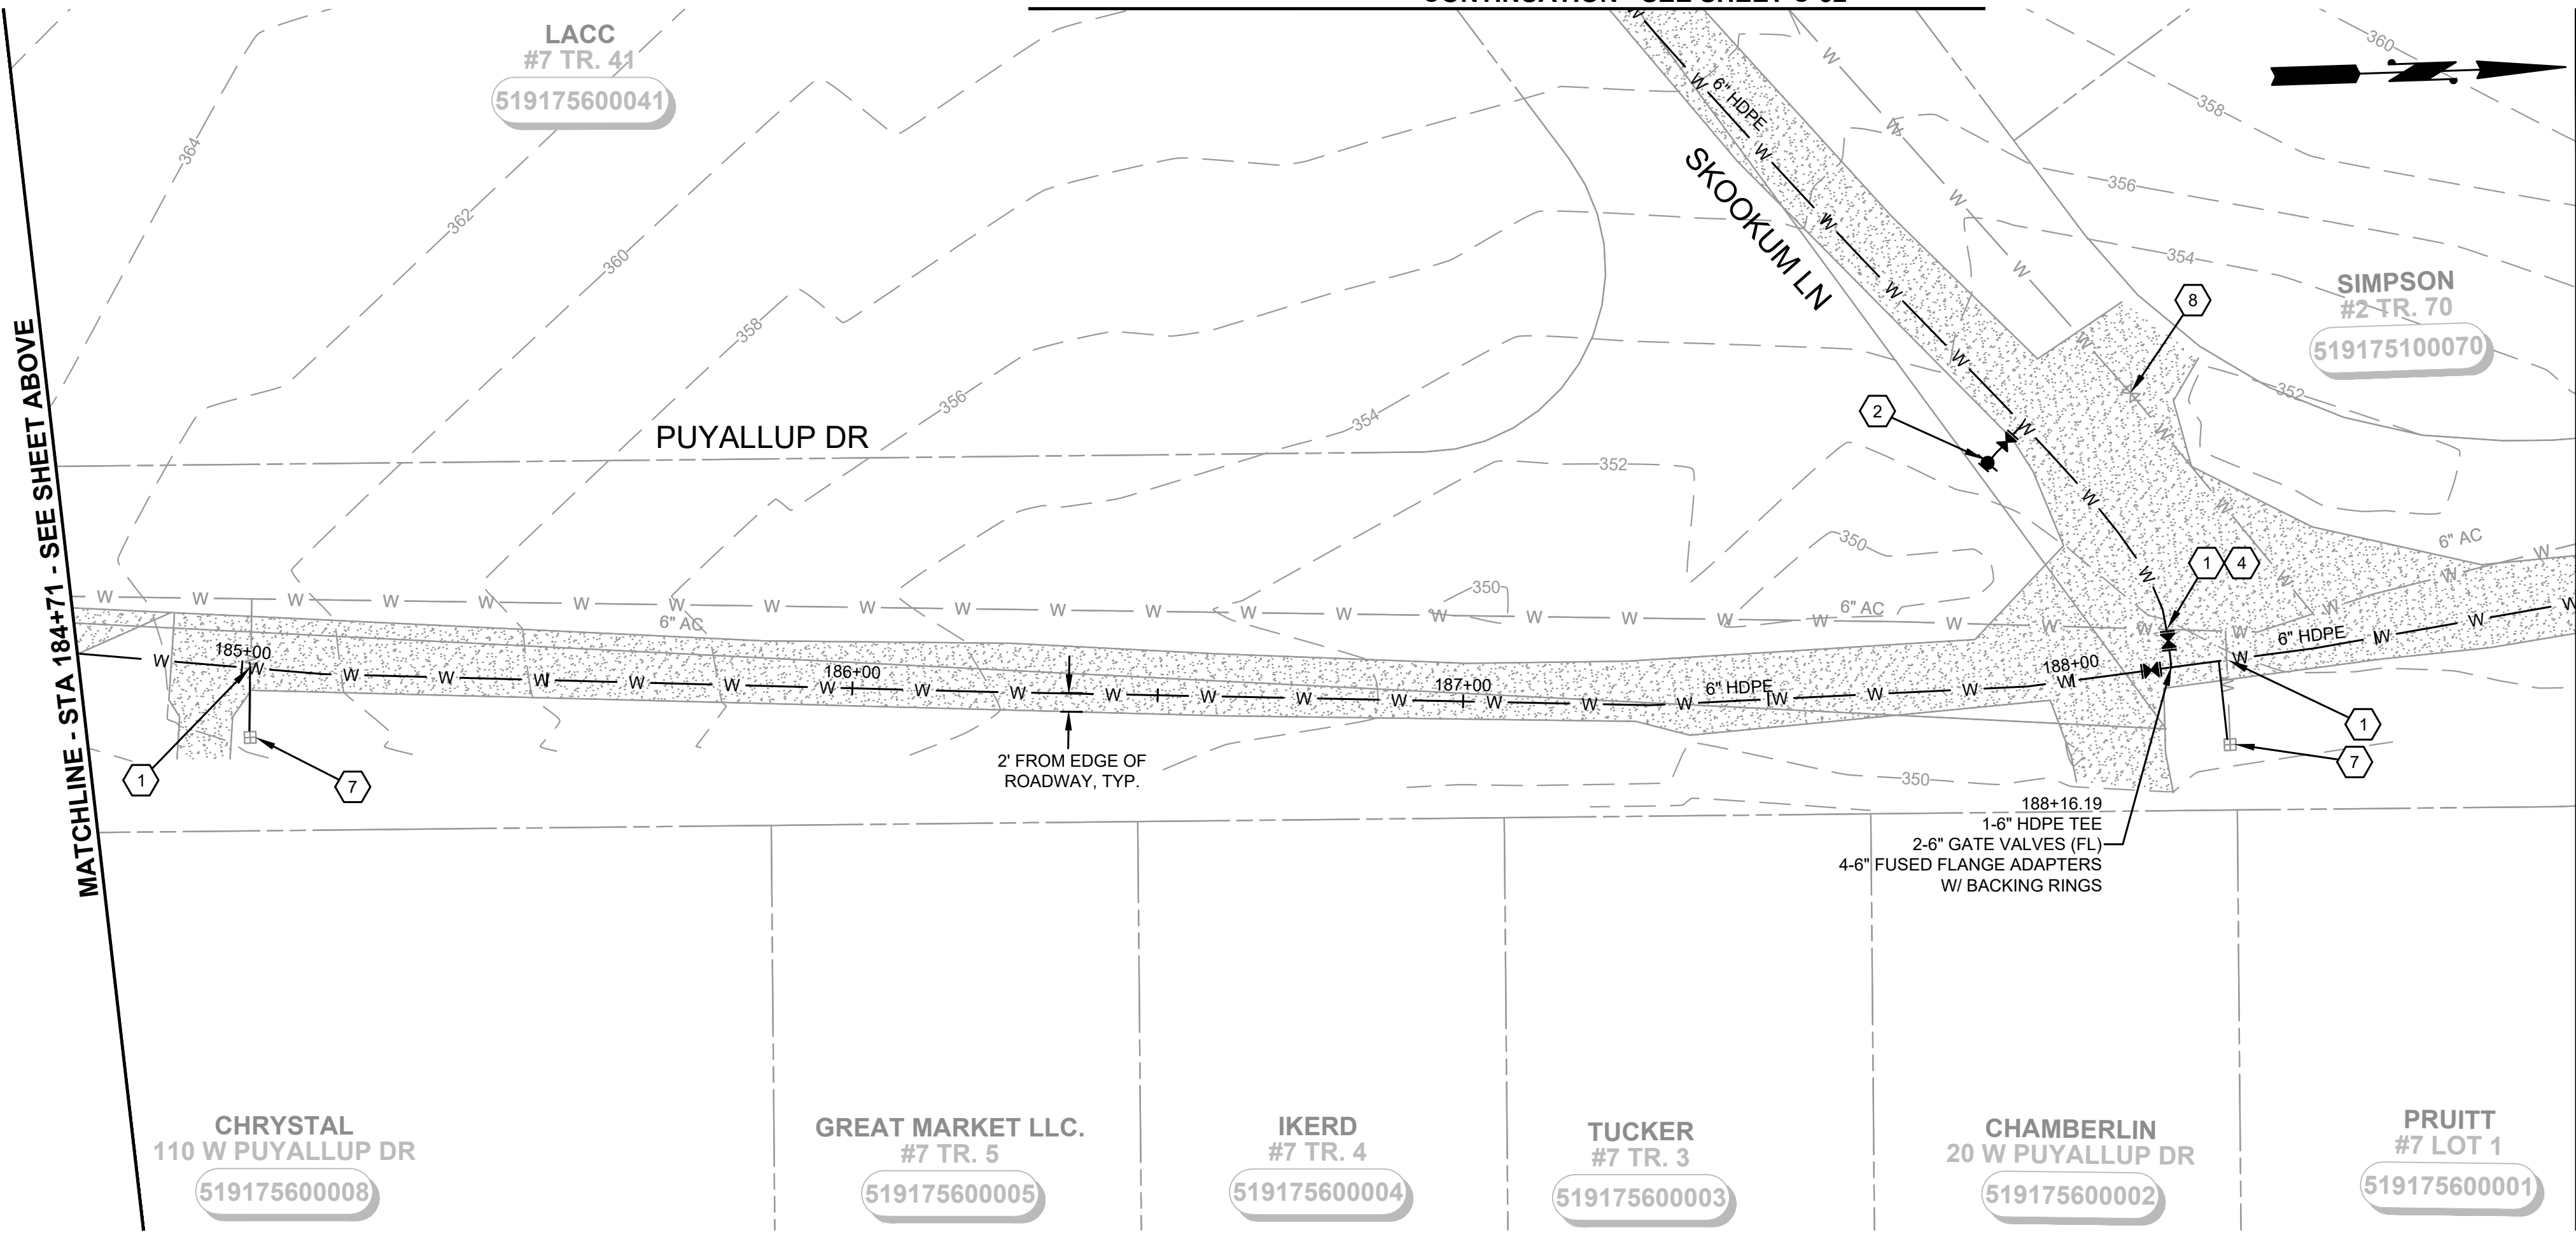 CONTINUATION - SEE SHEET C-62
LACC
#7 TR. 41
519175600041
364
362
360
358
356
354
352
350
350
6" HDPE
SKOOKUM LN
360
358
356
354
352
SIMPSON
#2 TR. 70
519175100070
8
2
1
4
PUYALLUP DR
MATCHLINE - STA 184+71 - SEE SHEET ABOVE
6" AC
6" AC
6" AC
185+00
186+00
187+00
188+00
6" HDPE
6" HDPE
W W W W W W W W W W W W W W W W W W W W W W
1
7
1
7
2' FROM EDGE OF
ROADWAY, TYP.
350
188+16.19
1-6" HDPE TEE
2-6" GATE VALVES (FL)
4-6" FUSED FLANGE ADAPTERS
W/ BACKING RINGS
CHRYSTAL
110 W PUYALLUP DR
519175600008
GREAT MARKET LLC.
#7 TR. 5
519175600005
IKERD
#7 TR. 4
519175600004
TUCKER
#7 TR. 3
519175600003
CHAMBERLIN
20 W PUYALLUP DR
519175600002
PRUITT
#7 LOT 1
519175600001